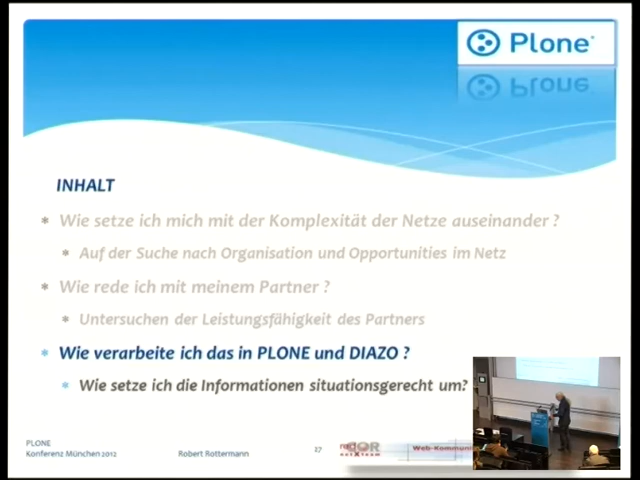 Plone
INHALT
* Wie setze ich mich mit der Komplexität der Netze auseinander ?
* Auf der Suche nach Organisation und Opportunities im Netz
* Wie rede ich mit meinem Partner ?
* Untersuchen der Leistungsfähigkeit des Partners
* Wie verarbeite ich das in PLONE und DIAZO ?
* Wie setze ich die Informationen situationsgerecht um?
PLONE
Konferenz München 2012
Robert Rottermann
redCOR
Web-Kommuni